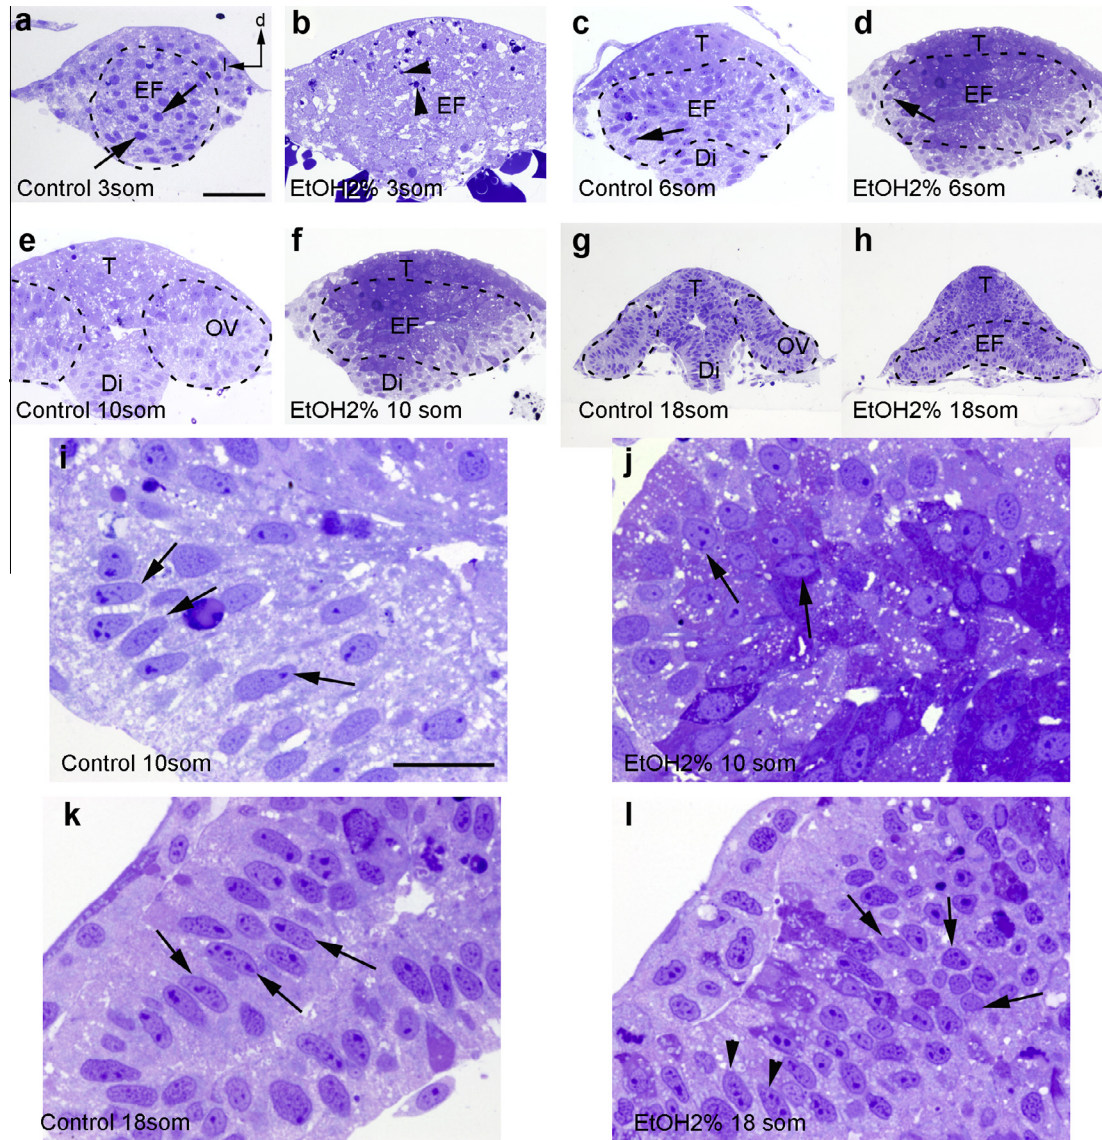 a
d
l
EF
Control 3som
b
EF
EtOH2% 3som
c
T
EF
Di
Control 6som
d
T
EF
EtOH2% 6som
e
T
OV
Di
Control 10som
f
T
EF
Di
EtOH2% 10 som
g
T
OV
Di
Control 18som
h
T
EF
EtOH2% 18som
i
Control 10som
j
EtOH2% 10 som
k
Control 18som
l
EtOH2% 18 som